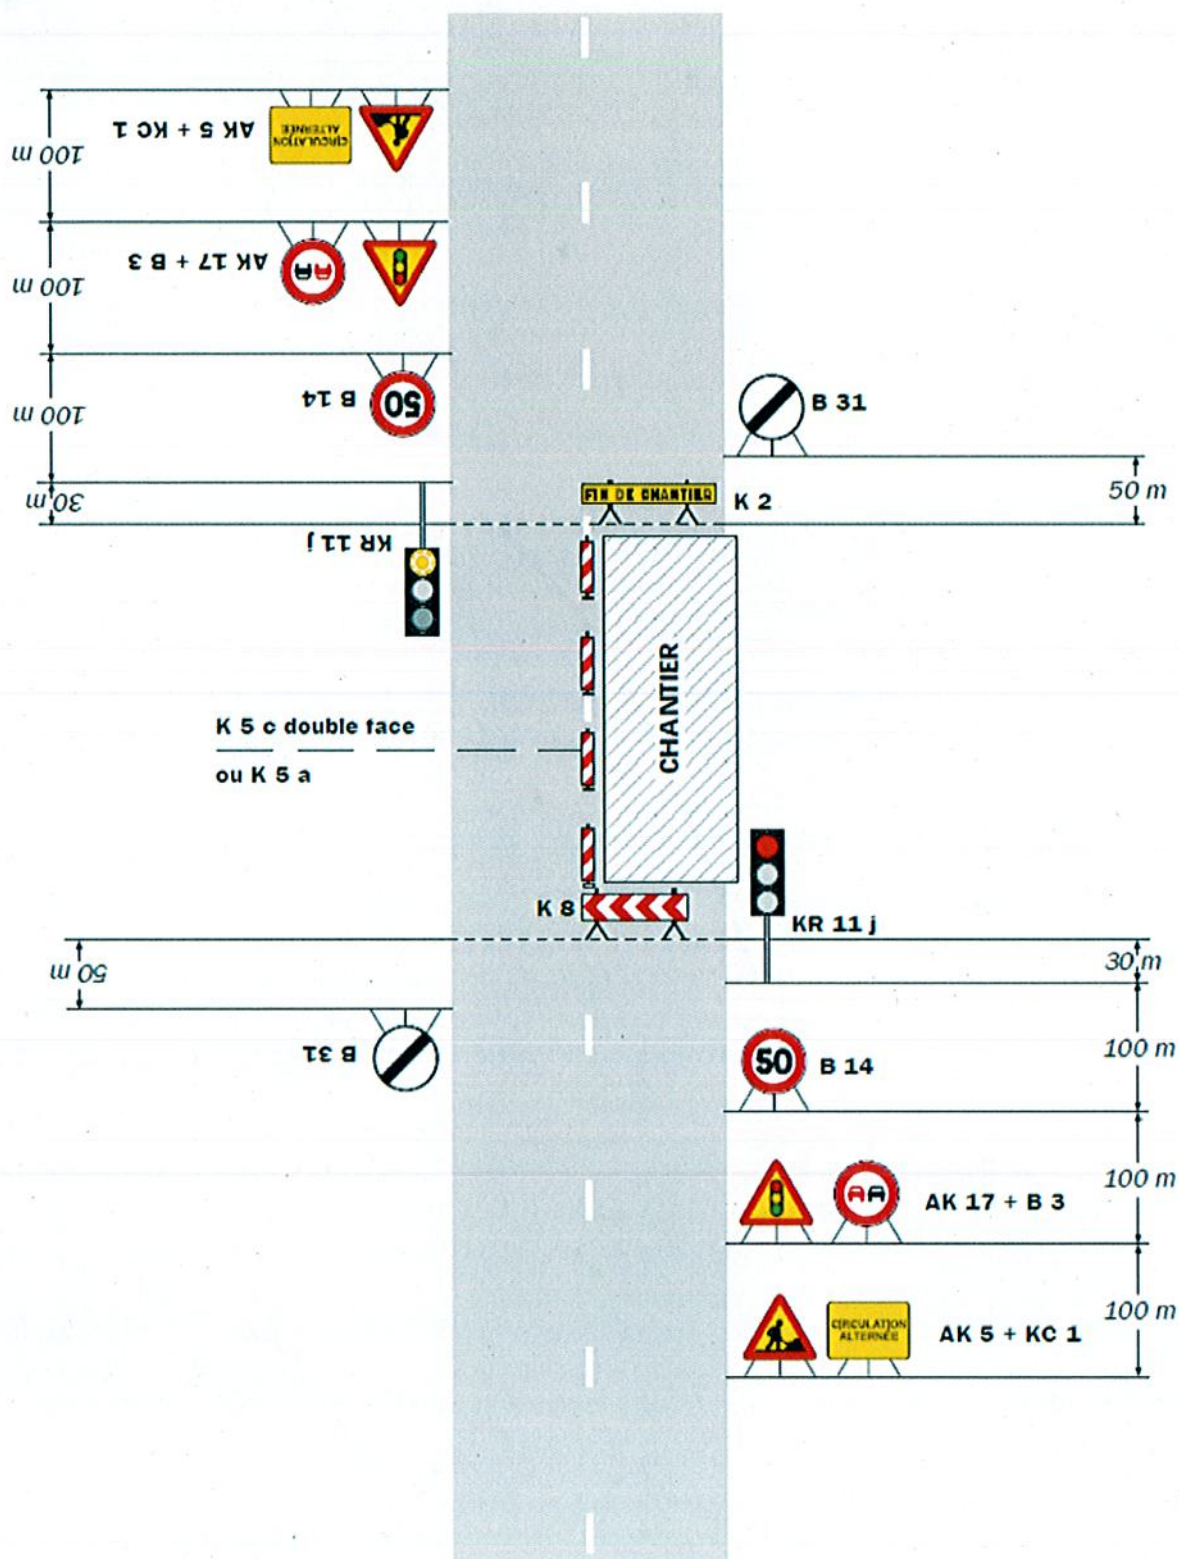 AK 5 + KC 1
CIRCULATION
ALTERNÉE
100 m
AK 17 + B 3
100 m
B 14
50
100 m
B 31
50 m
30 m
FIN DE CHANTIER
K 2
KR 11 j
CHANTIER
K 5 c double face
ou K 5 a
K 8
KR 11 j
30 m
50 m
B 31
50
B 14
100 m
AK 17 + B 3
100 m
CIRCULATION
ALTERNÉE
AK 5 + KC 1
100 m